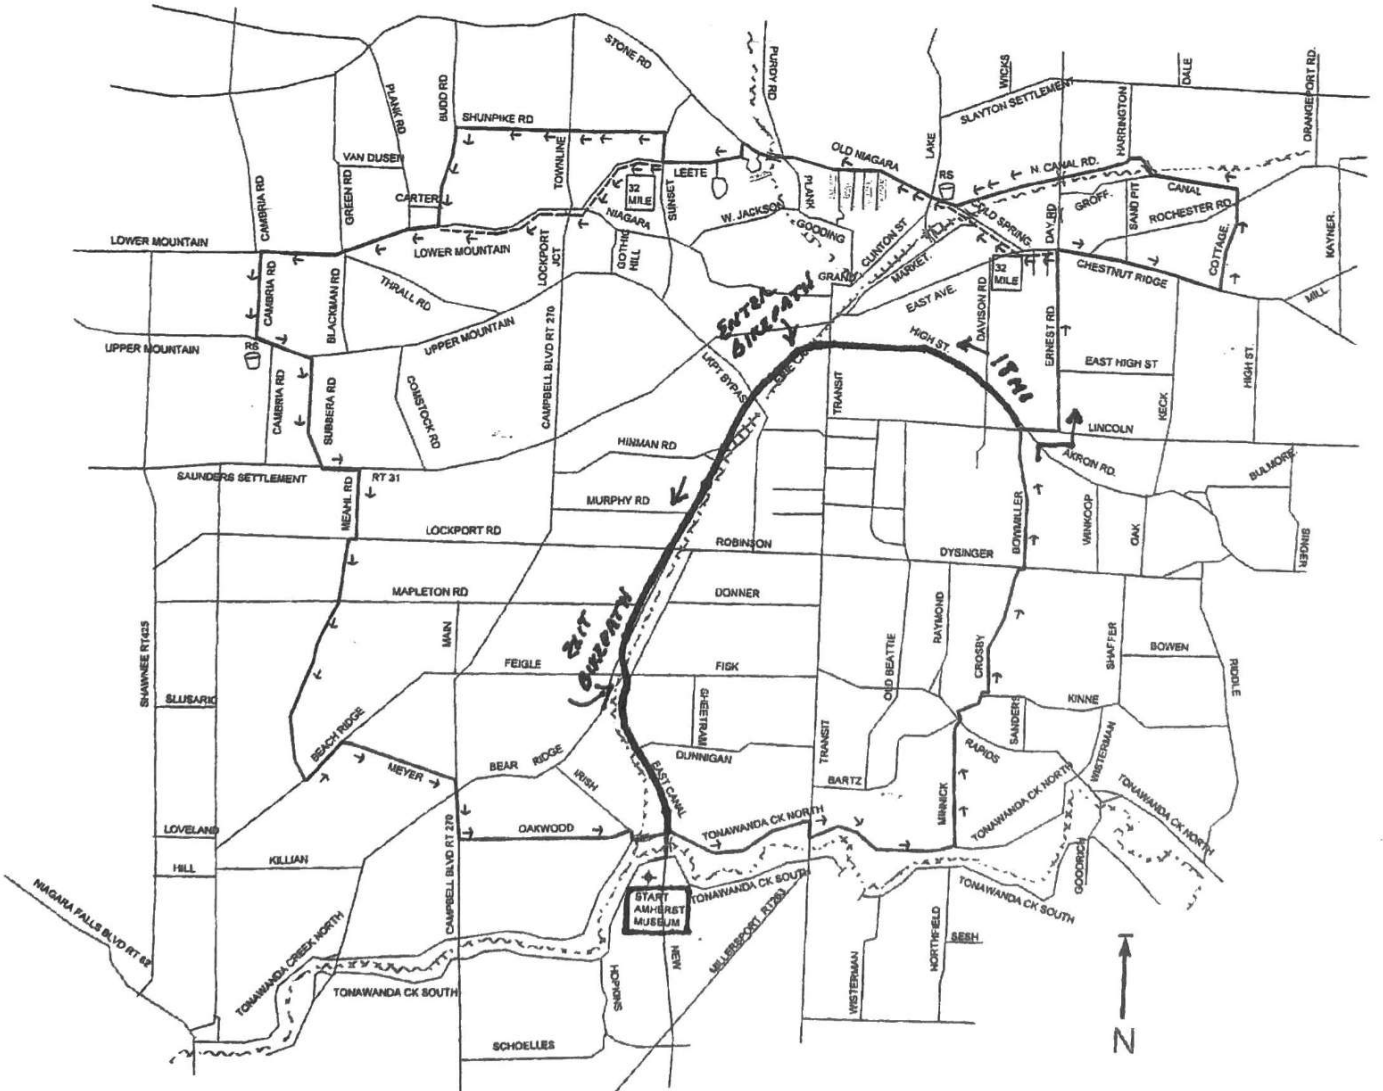 STONE RD
PURDY RD
WICKS
DALE
ORANGEPORT RD.
PLANK RD
BUDD RD
SHUNPIKE RD
SLAYTON SETTLEMENT
HARRINGTON
LAKE
TOWNLINE
OLD NIAGARA
VAN DUSEN
GREEN RD
CARTER
LEETE
SUNSET
32
MILE
PLANK
RS
N. CANAL RD.
CANAL
GROFF.
SAND PIT
ROCHESTER RD
CAMBRIA RD
NIAGARA
W. JACKSON
GOODING
CLINTON ST
OLD SPRING
DAY RD
COTTAGE.
KAYNER.
LOWER MOUNTAIN
LOWER MOUNTAIN
LOCKPORT
JCT
GOTHIC
HILL
GRAND
MARKET.
32
MILE
CHESTNUT RIDGE
MILL
CAMBRIA RD
BLACKMAN RD
THRALL RD
ENTER
BIKEPATH
EAST AVE.
DAVISON RD
ERNEST RD
UPPER MOUNTAIN
RS
UPPER MOUNTAIN
CAMPBELL BLVD RT 270
LKPT BYPAS
HIGH ST.
1TMI
EAST HIGH ST
HIGH ST.
CAMBRIA RD
SUBBERA RD
COMSTOCK RD
TRANSIT
KECK
LINCOLN
HINMAN RD
AKRON RD.
BULMORE.
SAUNDERS SETTLEMENT
RT 31
MEAHL RD
MURPHY RD
BOWMILLER
WINKOOP
OAK
SINGER
LOCKPORT RD
ROBINSON
DYSINGER
MAPLETON RD
DONNER
SHAWNEE RT425
MAIN
EXIT
BIKEPATH
RAYMOND
OLD BEATTIE
CROSBY
SHAFFER
BOWEN
RIDDLE
FEIGLE
FISK
SLUSARIC
KINNE
GHEETRAM
SANDERS
WISTERMAN
BEACH RIDGE
MEYER
BEAR RIDGE
IRISH
DUNNIGAN
TRANSIT
RAPIDS
EAST CANAL
BARTZ
MINNICK
TONAWANDA CK NORTH
TONAWANDA CK NORTH
LOVELAND
OAKWOOD
TONAWANDA CK NORTH
HILL
KILLIAN
CAMPBELL BLVD RT 270
GOODRICH
TONAWANDA CK SOUTH
TONAWANDA CK SOUTH
START
AMHERST
MUSEUM
NIAGARA FALLS BLVD RT 62
TONAWANDA CREEK NORTH
MILLERSPORT RT263
NORTHFIELD
SESH
NEW
HOPKINS
WISTERMAN
TONAWANDA CK SOUTH
SCHOELLES
N